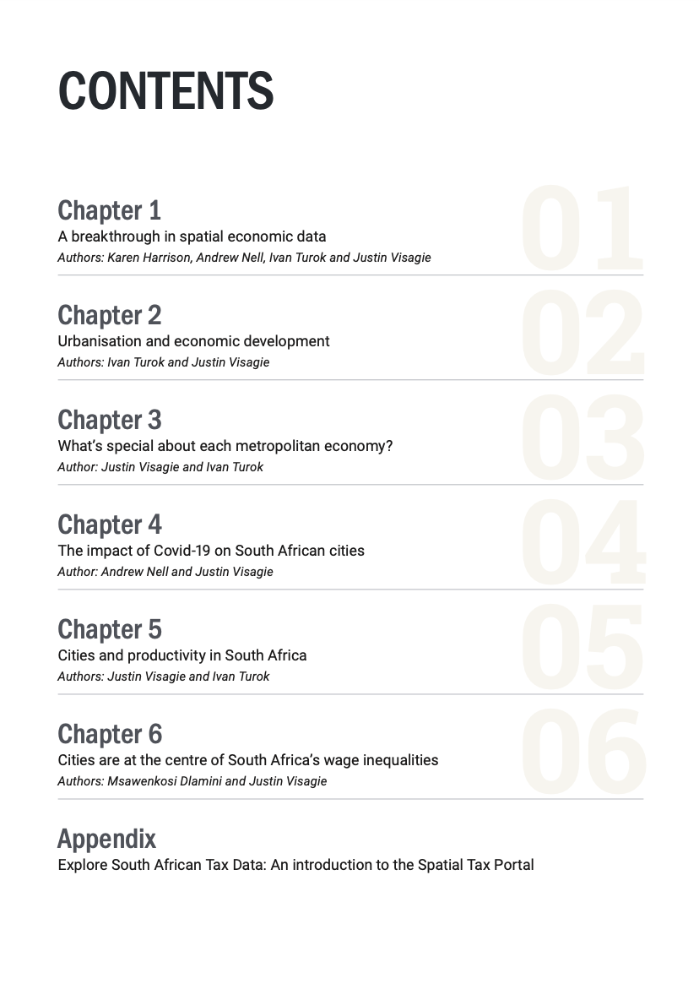 CONTENTS
01
Chapter 1
A breakthrough in spatial economic data
Authors: Karen Harrison, Andrew Nell, Ivan Turok and Justin Visagie
02
Chapter 2
Urbanisation and economic development
Authors: Ivan Turok and Justin Visagie
03
Chapter 3
What’s special about each metropolitan economy?
Author: Justin Visagie and Ivan Turok
04
Chapter 4
The impact of Covid-19 on South African cities
Author: Andrew Nell and Justin Visagie
05
Chapter 5
Cities and productivity in South Africa
Authors: Justin Visagie and Ivan Turok
06
Chapter 6
Cities are at the centre of South Africa’s wage inequalities
Authors: Msawenkosi Dlamini and Justin Visagie
Appendix
Explore South African Tax Data: An introduction to the Spatial Tax Portal